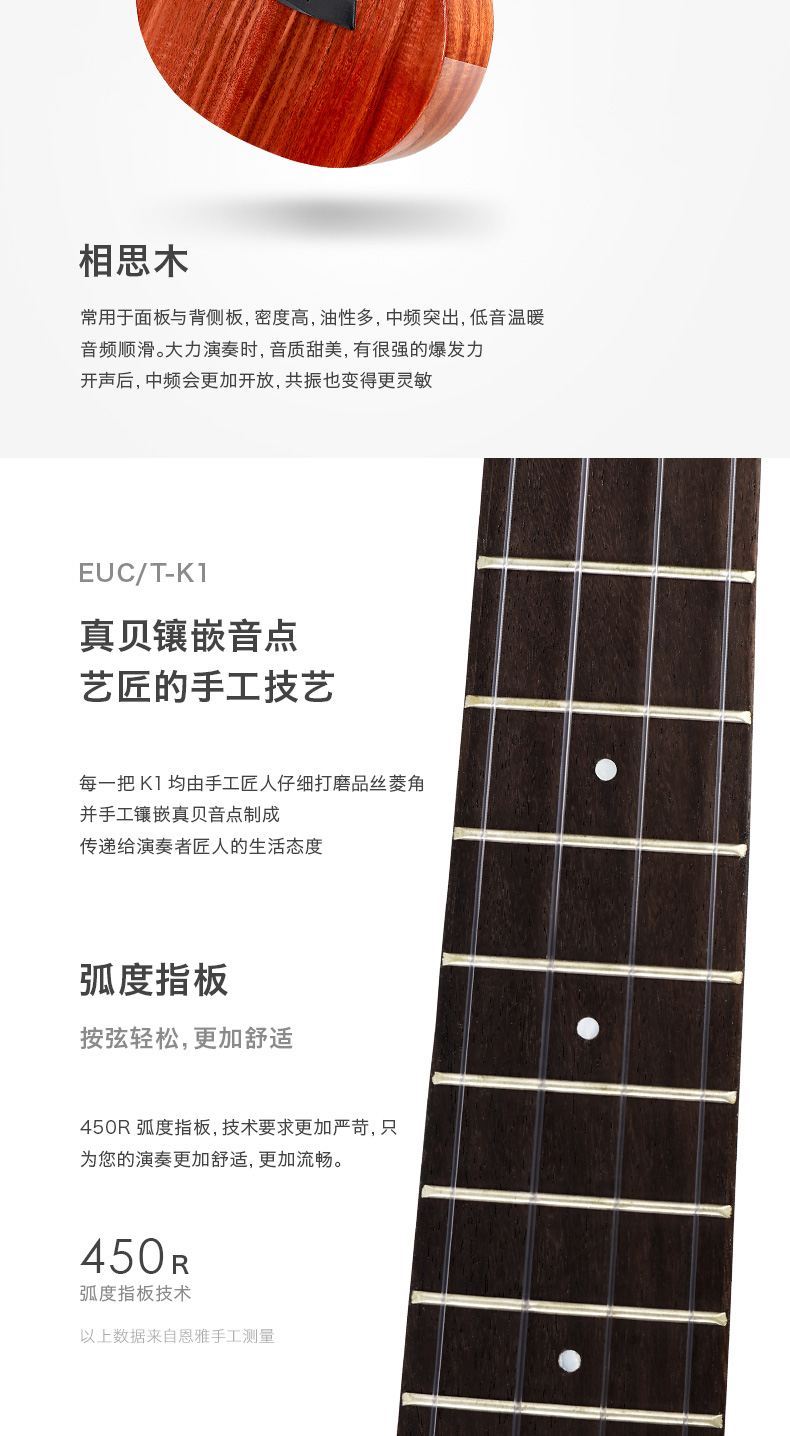 相思木
常用于面板与背侧板, 密度高, 油性多, 中频突出, 低音温暖
音频顺滑。大力演奏时, 音质甜美, 有很强的爆发力
开声后, 中频会更加开放, 共振也变得更灵敏
EUC/T-K1
真贝镶嵌音点
艺匠的手工技艺
每一把 K1 均由手工匠人仔细打磨品丝菱角
并手工镶嵌真贝音点制成
传递给演奏者匠人的生活态度
弧度指板
按弦轻松, 更加舒适
450R 弧度指板, 技术要求更加严苛, 只
为您的演奏更加舒适, 更加流畅。
450 R
弧度指板技术
以上数据来自恩雅手工测量